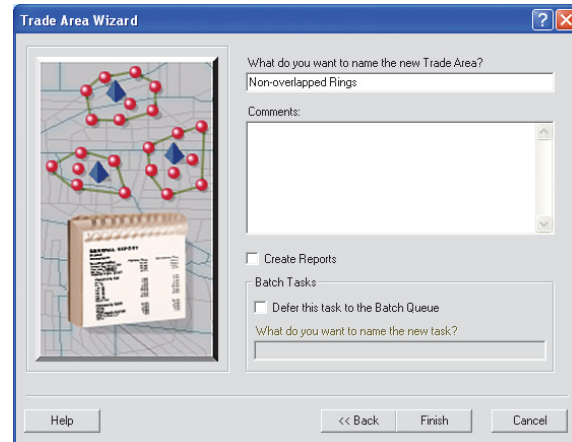 Trade Area Wizard
What do you want to name the new Trade Area?
Non-overlapped Rings
Comments:
Create Reports
Batch Tasks
Defer this task to the Batch Queue
What do you want to name the new task?
Help
<< Back
Finish
Cancel